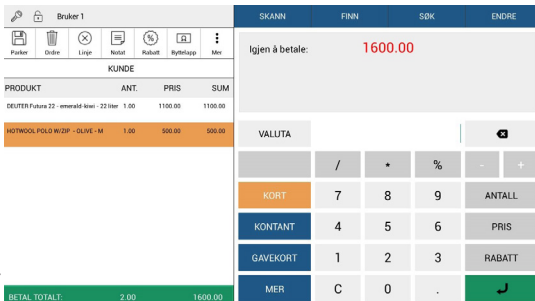 Bruker 1
Parker Ordre Linje Notat Rabatt Byttelapp Mer
KUNDE
PRODUKT ANT. PRIS SUM
DEUTER Futura 22 - emerald-kiwi - 22 liter 1.00 1100.00 1100.00
HOTWOOL POLO W/ZIP - OLIVE - M 1.00 500.00 500.00
BETAL TOTALT: 2.00 1600.00
SKANN FINN SØK ENDRE
Igjen å betale: 1600.00
VALUTA
/ * % - +
KORT 7 8 9 ANTALL
KONTANT 4 5 6 PRIS
GAVEKORT 1 2 3 RABATT
MER C 0 .